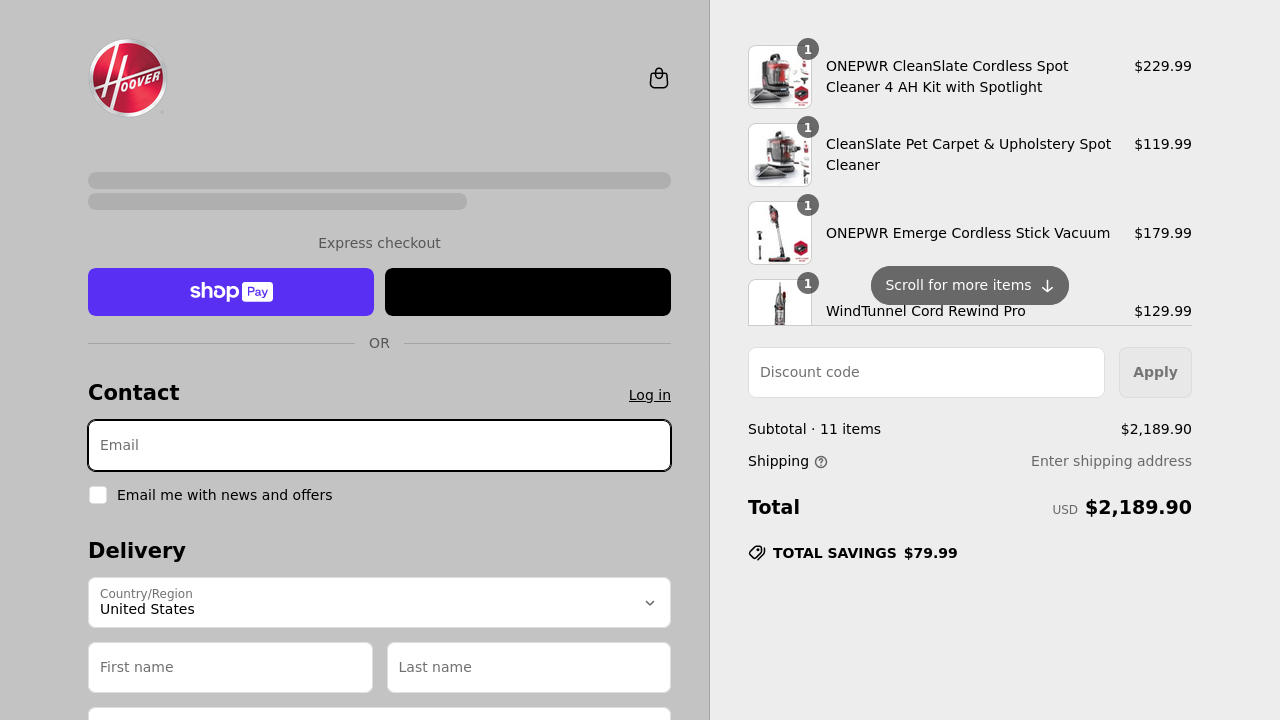 HOOVER
Express checkout
shop Pay
OR
Contact
Log in
Email
Email me with news and offers
Delivery
Country/Region
United States
First name
Last name
1
ONEPWR CleanSlate Cordless Spot
Cleaner 4 AH Kit with Spotlight
$229.99
1
CleanSlate Pet Carpet & Upholstery Spot
Cleaner
$119.99
1
ONEPWR Emerge Cordless Stick Vacuum
$179.99
Scroll for more items
1
WindTunnel Cord Rewind Pro
$129.99
Discount code
Apply
Subtotal · 11 items
$2,189.90
Shipping
Enter shipping address
Total
USD $2,189.90
TOTAL SAVINGS $79.99